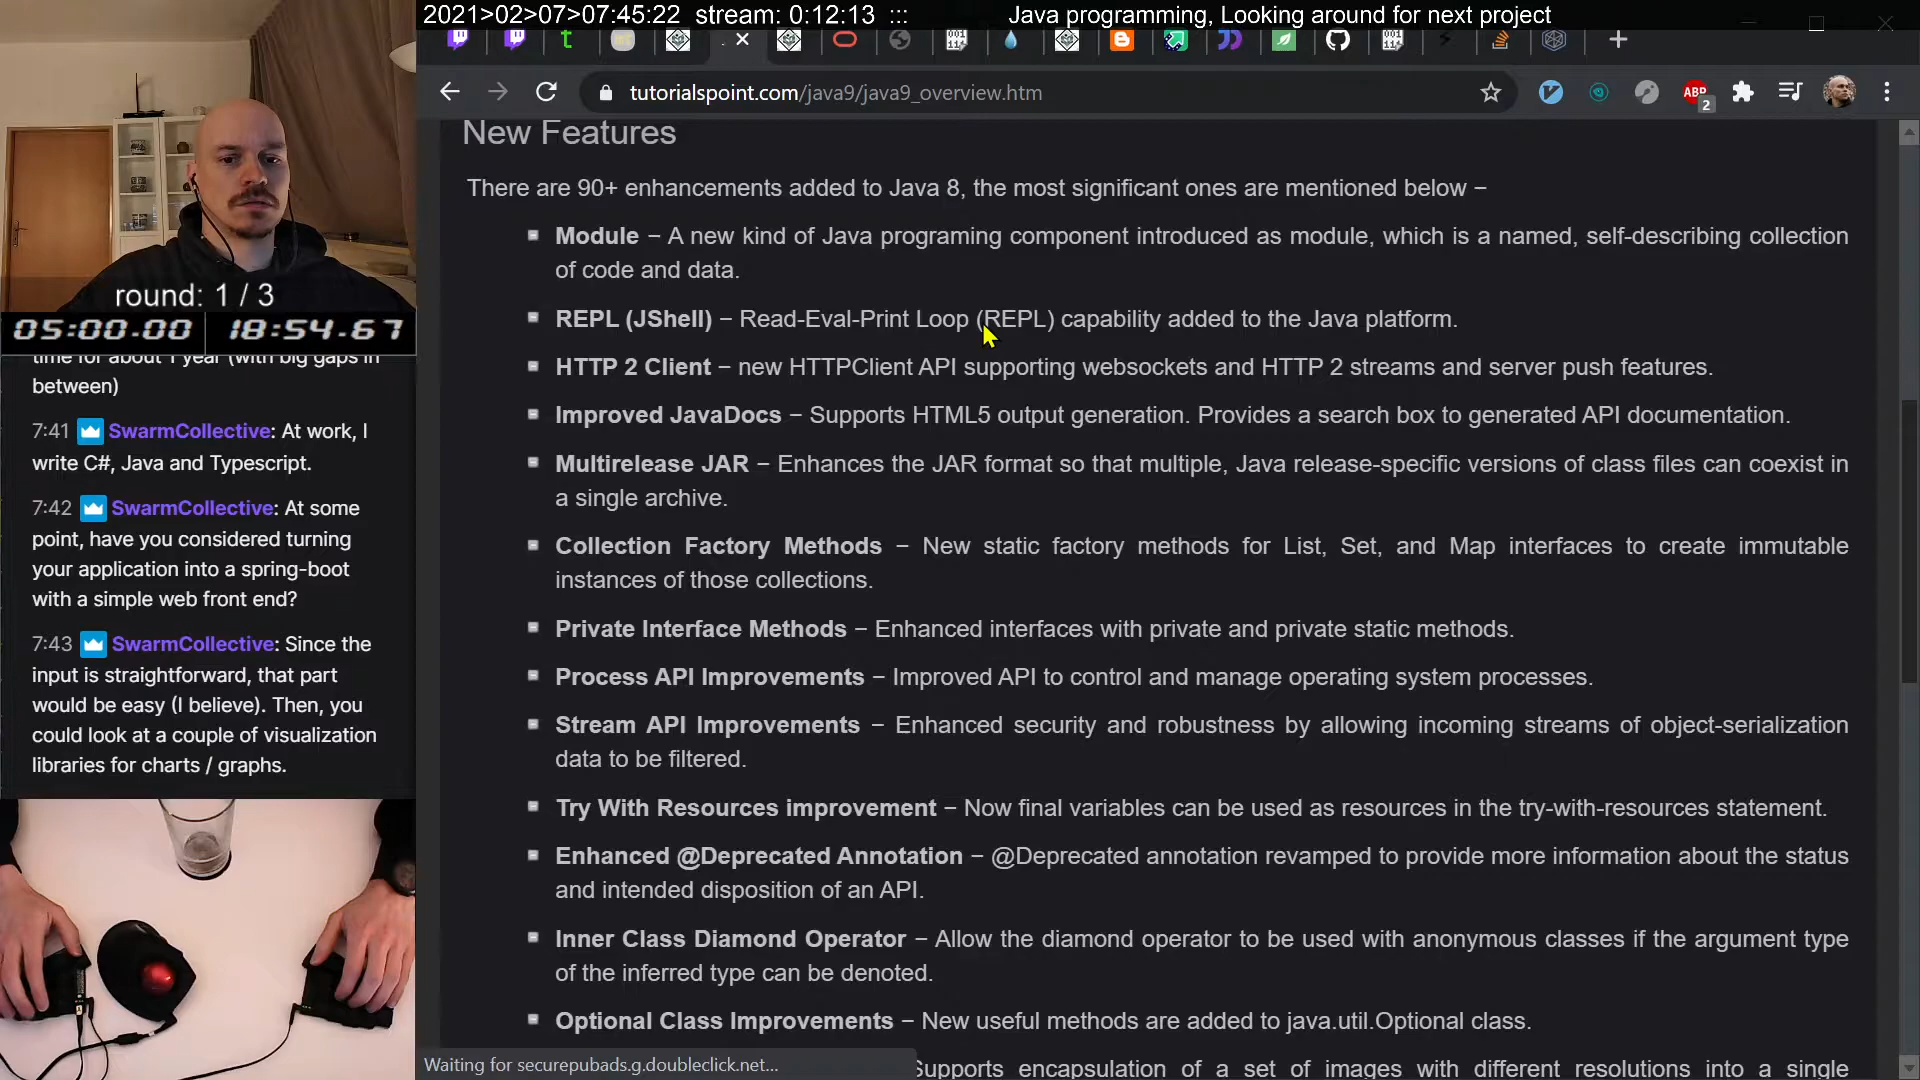 2021>02>07>07:45:22 stream: 0:12:13 ::: Java programming, Looking around for next project
tutorialspoint.com/java9/java9_overview.htm
ABP
2
New Features
There are 90+ enhancements added to Java 8, the most significant ones are mentioned below −
Module − A new kind of Java programing component introduced as module, which is a named, self-describing collection
of code and data.
REPL (JShell) − Read-Eval-Print Loop (REPL) capability added to the Java platform.
HTTP 2 Client − new HTTPClient API supporting websockets and HTTP 2 streams and server push features.
Improved JavaDocs − Supports HTML5 output generation. Provides a search box to generated API documentation.
Multirelease JAR − Enhances the JAR format so that multiple, Java release-specific versions of class files can coexist in
a single archive.
Collection Factory Methods − New static factory methods for List, Set, and Map interfaces to create immutable
instances of those collections.
Private Interface Methods − Enhanced interfaces with private and private static methods.
Process API Improvements − Improved API to control and manage operating system processes.
Stream API Improvements − Enhanced security and robustness by allowing incoming streams of object-serialization
data to be filtered.
Try With Resources improvement − Now final variables can be used as resources in the try-with-resources statement.
Enhanced @Deprecated Annotation − @Deprecated annotation revamped to provide more information about the status
and intended disposition of an API.
Inner Class Diamond Operator − Allow the diamond operator to be used with anonymous classes if the argument type
of the inferred type can be denoted.
Optional Class Improvements − New useful methods are added to java.util.Optional class.
Supports encapsulation of a set of images with different resolutions into a single
Waiting for securepubads.g.doubleclick.net...
round: 1 / 3
05:00.00 18:54.67
time for about 1 year (with big gaps in
between)
7:41 SwarmCollective: At work, I
write C#, Java and Typescript.
7:42 SwarmCollective: At some
point, have you considered turning
your application into a spring-boot
with a simple web front end?
7:43 SwarmCollective: Since the
input is straightforward, that part
would be easy (I believe). Then, you
could look at a couple of visualization
libraries for charts / graphs.